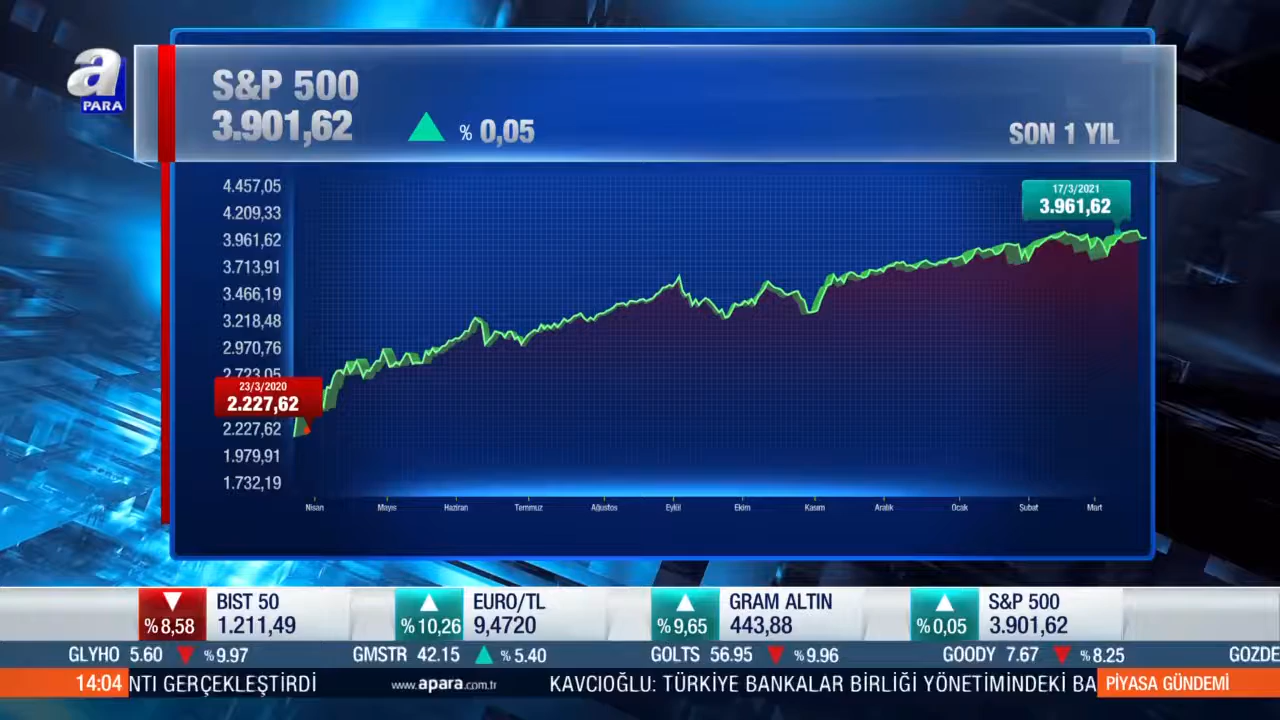 a
PARA
S&P 500
3.901,62
% 0,05
SON 1 YIL
4.457,05
4.209,33
3.961,62
3.713,91
3.466,19
3.218,48
2.970,76
2.723,05
2.227,62
1.979,91
1.732,19
17/3/2021
3.961,62
23/3/2020
2.227,62
Nisan Mayıs Haziran Temmuz Ağustos Eylül Ekim Kasım Aralık Ocak Şubat Mart
%8,58 BIST 50
1.211,49
%10,26 EURO/TL
9,4720
%9,65 GRAM ALTIN
443,88
%0,05 S&P 500
3.901,62
GLYHO 5.60 %9.97 GMSTR 42.15 %5.40 GOLTS 56.95 %9.96 GOODY 7.67 %8.25 GOZDE
14:04 NTI GERÇEKLEŞTİRDİ www.apara.com.tr KAVCIOĞLU: TÜRKİYE BANKALAR BİRLİĞİ YÖNETİMİNDEKİ BA PİYASA GÜNDEMİ